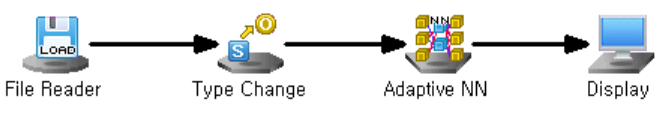 NN
LOAD
S
O
File Reader
Type Change
Adaptive NN
Display